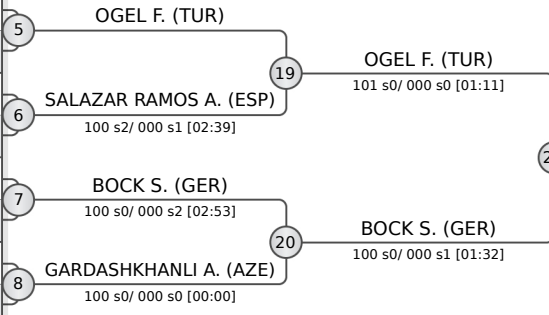 OGEL F. (TUR)
5
19
OGEL F. (TUR)
101 s0/ 000 s0 [01:11]
SALAZAR RAMOS A. (ESP)
6
100 s2/ 000 s1 [02:39]
BOCK S. (GER)
7
100 s0/ 000 s2 [02:53]
20
BOCK S. (GER)
100 s0/ 000 s1 [01:32]
GARDASHKHANLI A. (AZE)
8
100 s0/ 000 s0 [00:00]